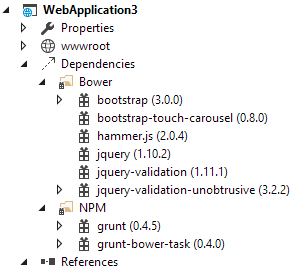 WebApplication3
Properties
wwwroot
Dependencies
Bower
bootstrap (3.0.0)
bootstrap-touch-carousel (0.8.0)
hammer.js (2.0.4)
jquery (1.10.2)
jquery-validation (1.11.1)
jquery-validation-unobtrusive (3.2.2)
NPM
grunt (0.4.5)
grunt-bower-task (0.4.0)
References